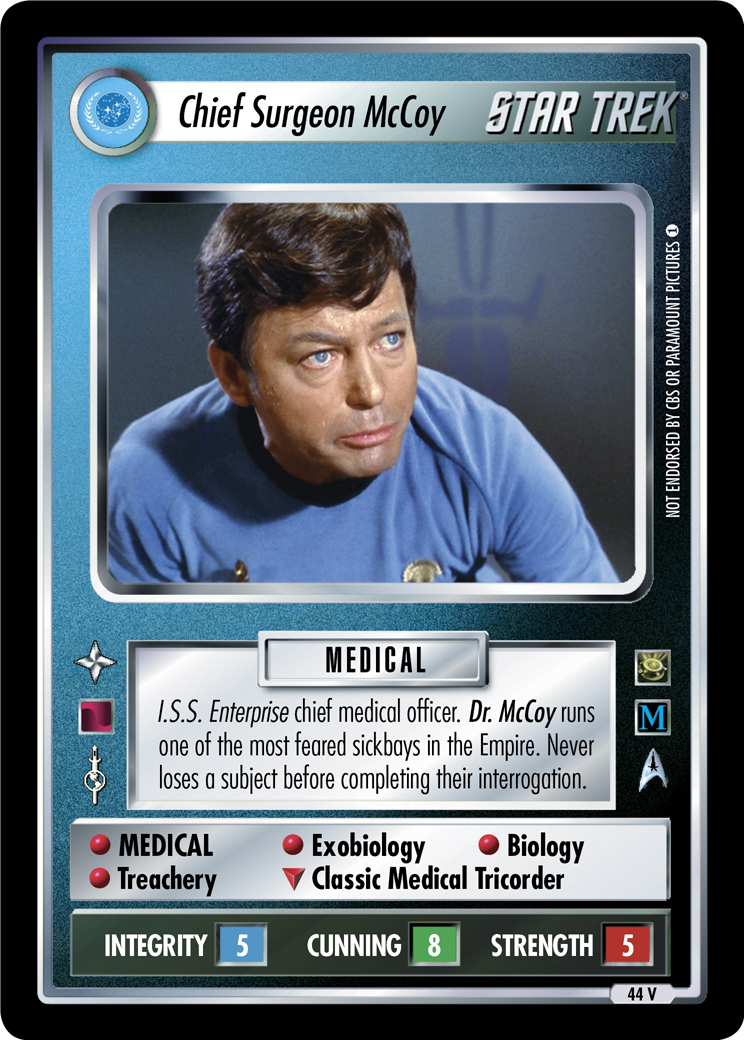 Chief Surgeon McCoy
STAR TREK®
NOT ENDORSED BY CBS OR PARAMOUNT PICTURES 1
MEDICAL
I.S.S. Enterprise chief medical officer. Dr. McCoy runs
one of the most feared sickbays in the Empire. Never
loses a subject before completing their interrogation.
M
MEDICAL Exobiology Biology
Treachery Classic Medical Tricorder
INTEGRITY 5 CUNNING 8 STRENGTH 5
44 V